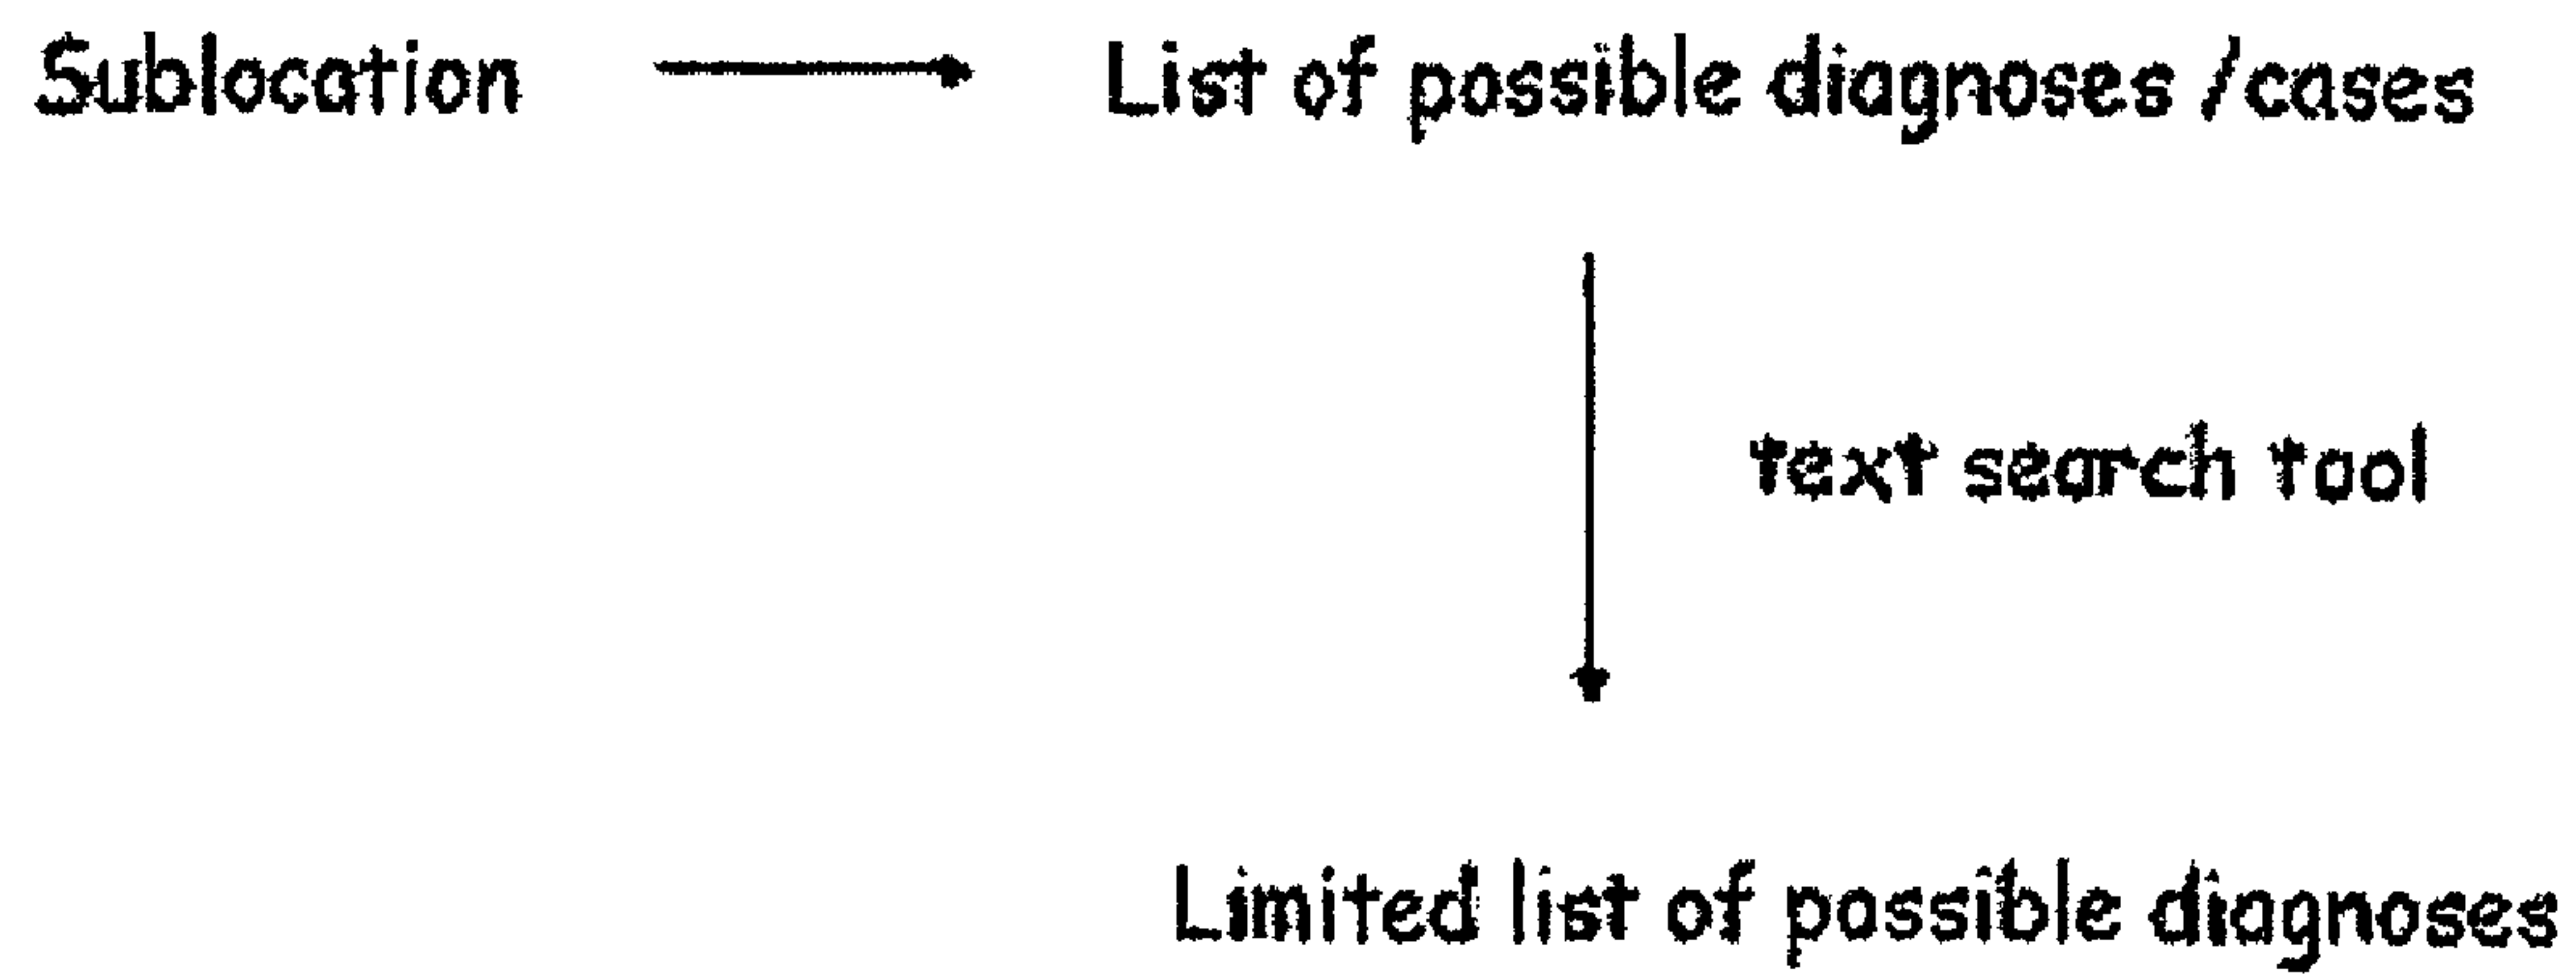 Sublocation
List of possible diagnoses /cases
text search tool
Limited list of possible diagnoses